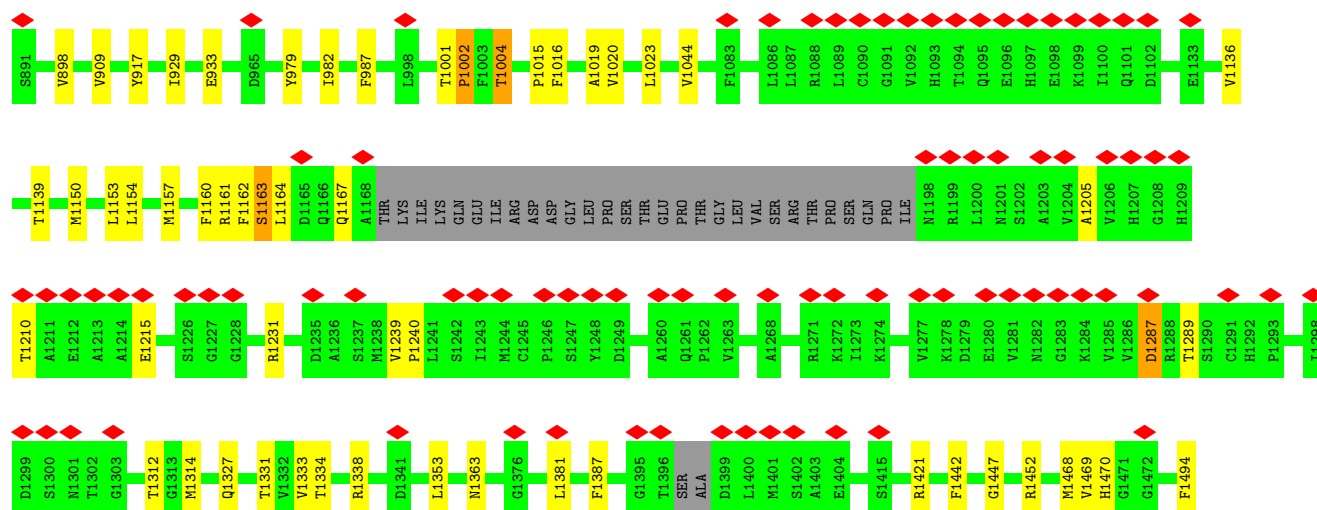 S891 V898 V909 Y917 I929 E933 D965 Y979 I982 F987 L998 T1001 P1002 F1003 T1004 P1015 F1016 A1019 V1020 L1023 V1044 F1083 L1086 L1087 R1088 L1089 C1090 G1091 V1092 H1093 T1094 Q1095 E1096 H1097 E1098 K1099 I1100 Q1101 D1102 E1133 V1136
T1139 M1150 L1153 L1154 M1157 F1160 R1161 F1162 S1163 L1164 D1165 Q1166 Q1167 A1168 THR LYS ILE LYS GLN GLU ILE ARG ASP ASP GLY LEU PRO SER THR GLU PRO THR GLY LEU VAL SER ARG THR PRO SER GLN PRO ILE N1198 R1199 L1200 N1201 S1202 A1203 V1204 A1205 V1206 H1207 G1208 H1209
T1210 A1211 E1212 A1213 A1214 E1215 S1226 G1227 G1228 R1231 D1235 A1236 S1237 M1238 V1239 P1240 L1241 S1242 I1243 M1244 C1245 P1246 S1247 Y1248 D1249 A1260 Q1261 P1262 V1263 A1268 R1271 K1272 I1273 K1274 V1277 K1278 D1279 E1280 V1281 N1282 G1283 K1284 V1285 V1286 D1287 R1288 T1289 S1290 C1291 H1292 P1293 I1298
D1299 S1300 N1301 T1302 G1303 T1312 G1313 M1314 Q1327 T1331 V1332 V1333 T1334 R1338 D1341 L1353 N1363 G1376 L1381 F1387 G1395 T1396 SER ALA D1399 L1400 M1401 S1402 A1403 E1404 S1415 R1421 F1442 G1447 R1452 M1468 V1469 H1470 G1471 G1472 F1494